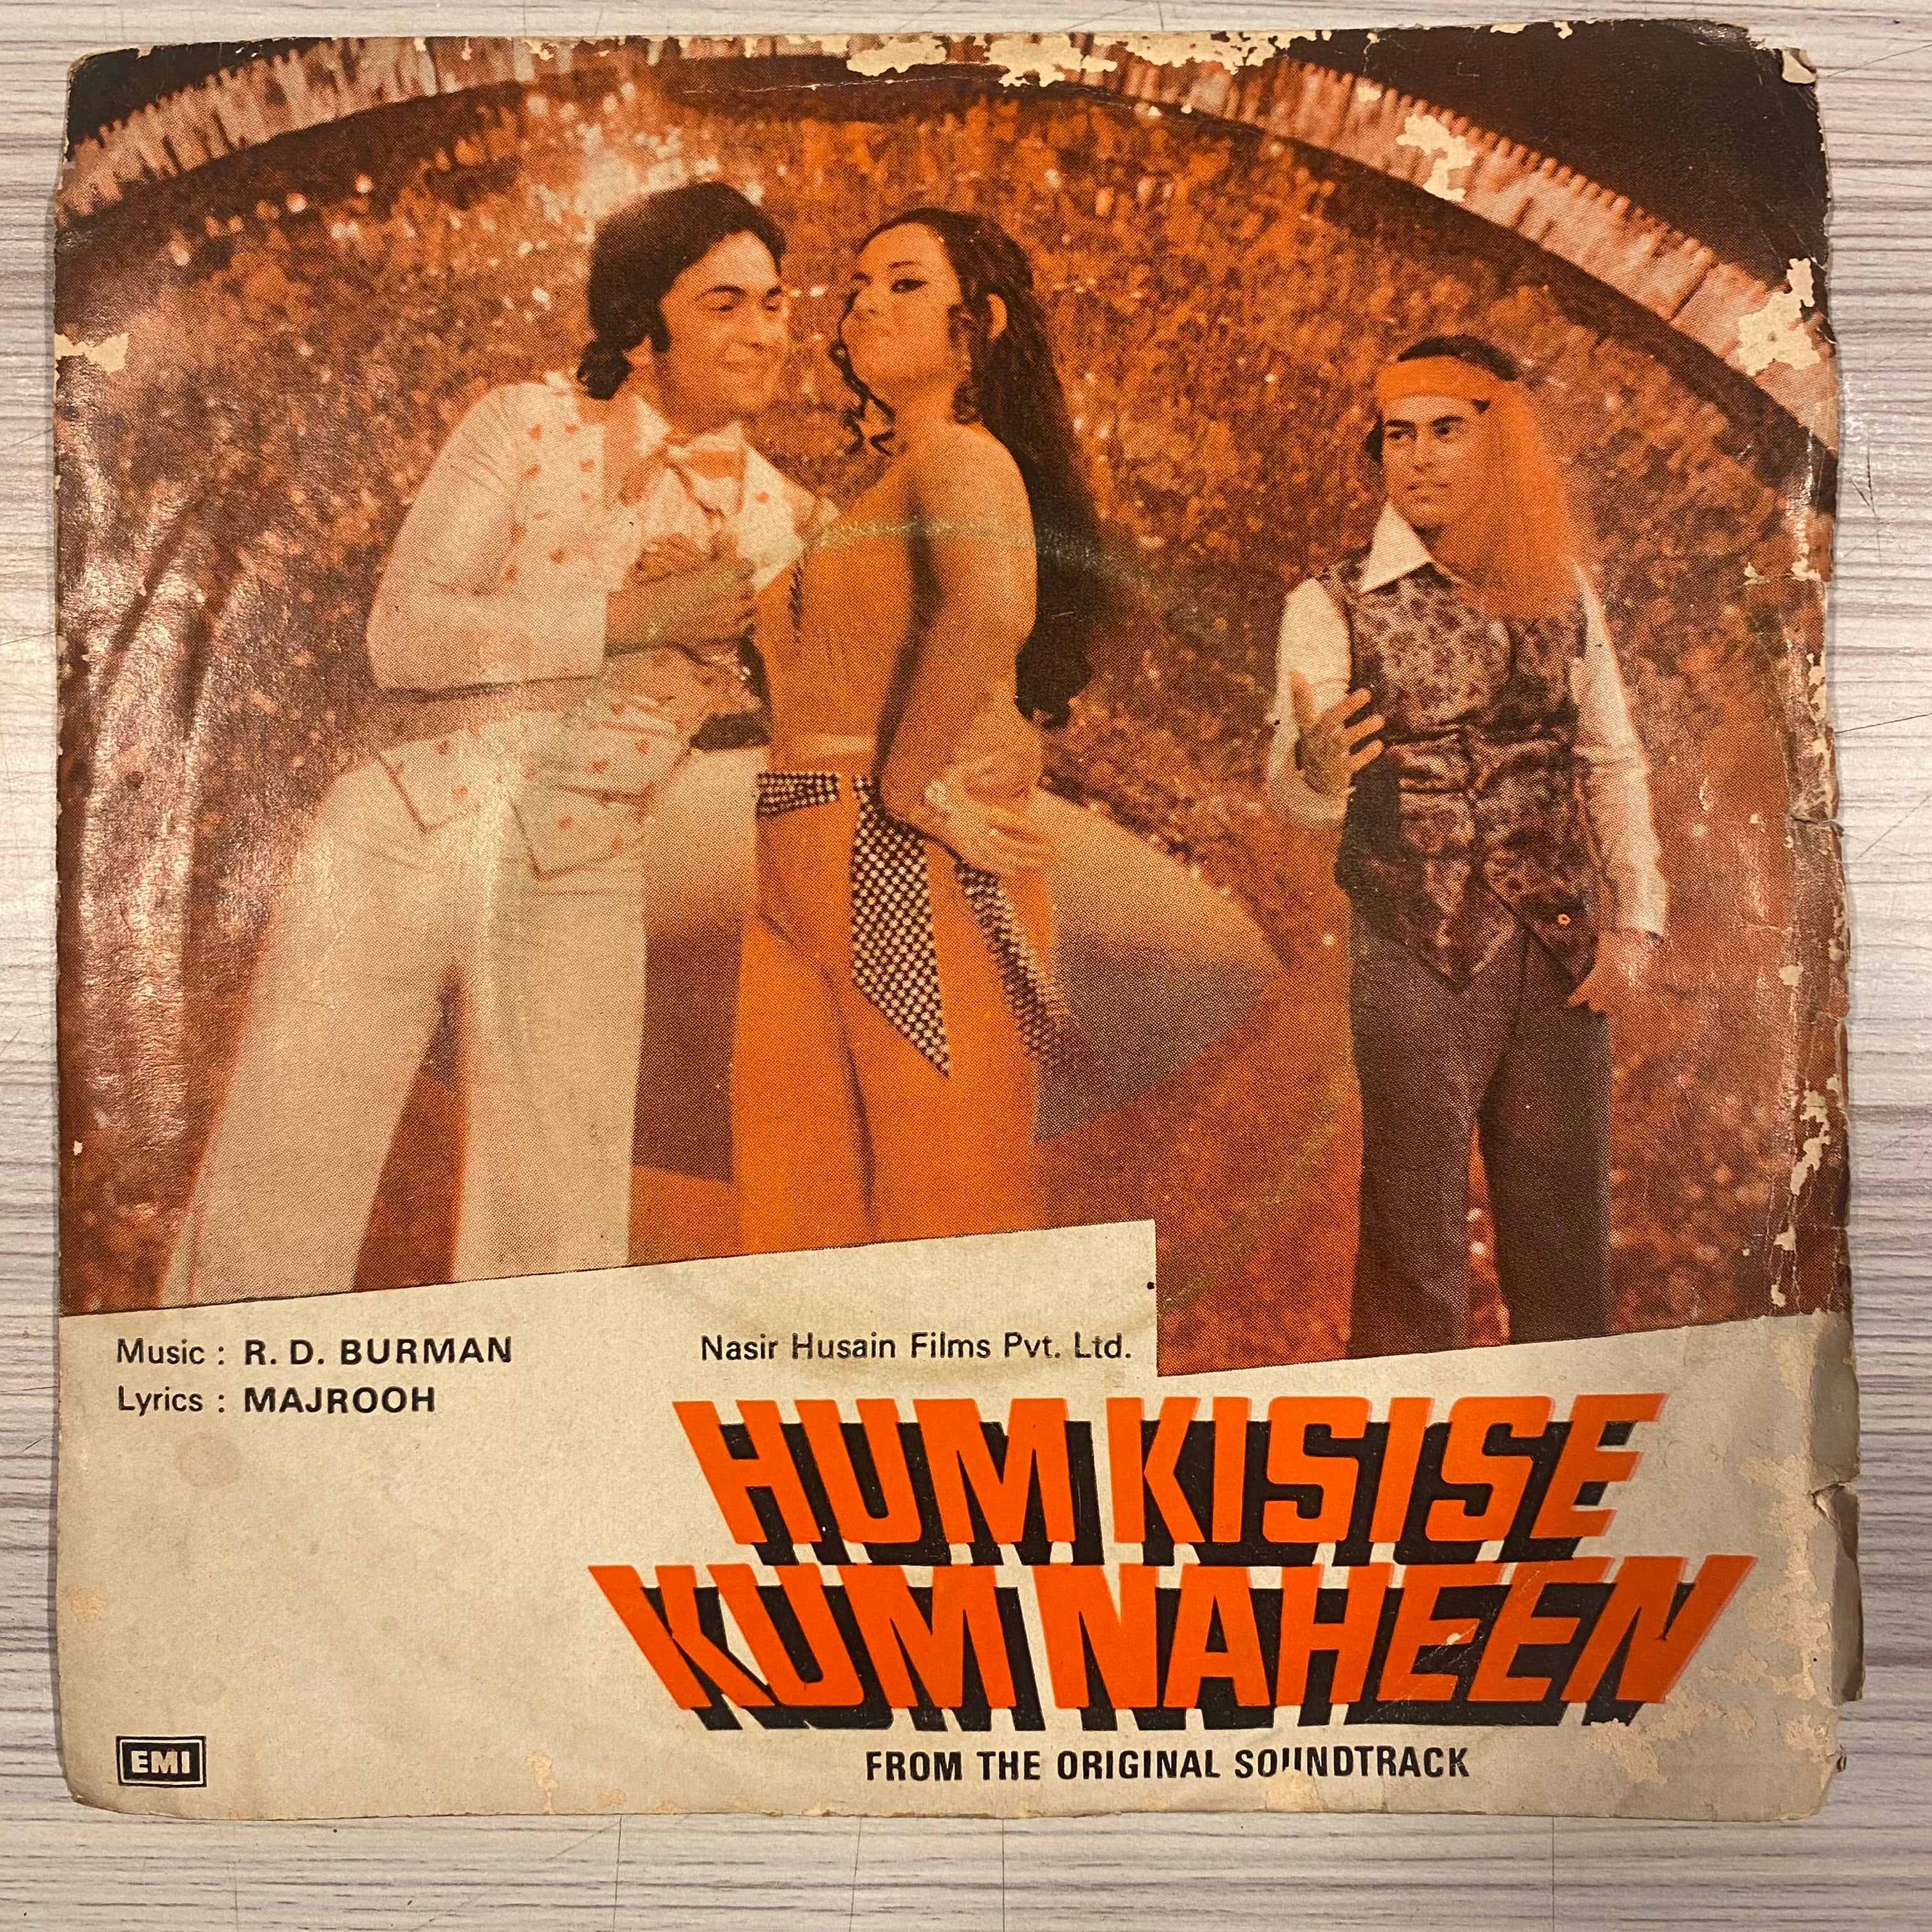 Music : R. D. BURMAN
Lyrics : MAJROOH
Nasir Husain Films Pvt. Ltd.
HUM KISISE
KUM NAHEEN
FROM THE ORIGINAL SOUNDTRACK
EMI